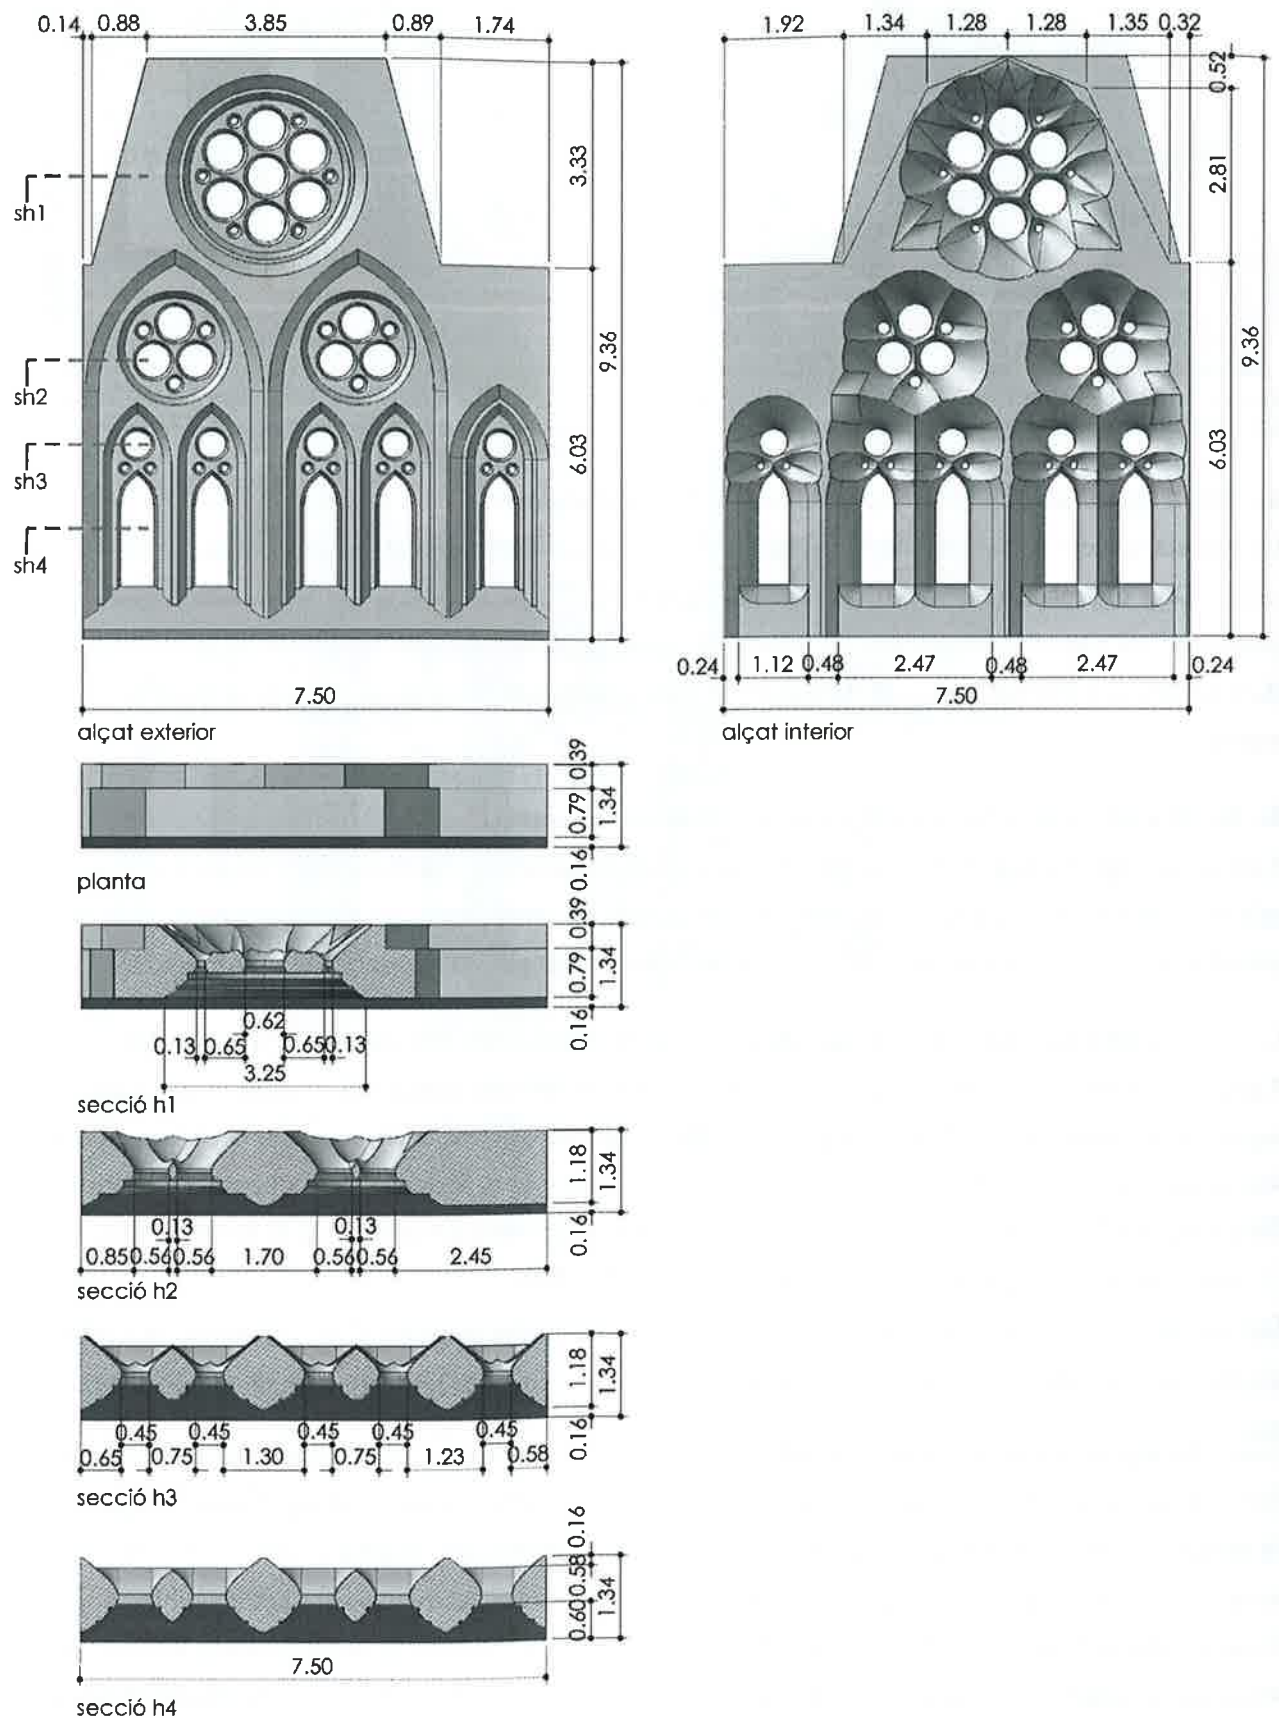 0.14 0.88 3.85 0.89 1.74
1.92 1.34 1.28 1.28 1.35 0.32
0.52
3.33
2.81
sh1
9.36
9.36
sh2
6.03
6.03
sh3
sh4
0.24 1.12 0.48 2.47 0.48 2.47 0.24
7.50
7.50
alçat exterior
alçat interior
0.39
0.79
1.34
0.16
planta
0.39
0.79
1.34
0.16
0.62
0.13 0.65 0.65 0.13
3.25
secció h1
1.18
1.34
0.16
0.13 0.13
0.85 0.56 0.56 1.70 0.56 0.56 2.45
secció h2
1.18
1.34
0.16
0.45 0.45 0.45 0.45 0.45
0.65 0.75 1.30 0.75 1.23 0.58
secció h3
0.16
0.58
0.60
1.34
7.50
secció h4